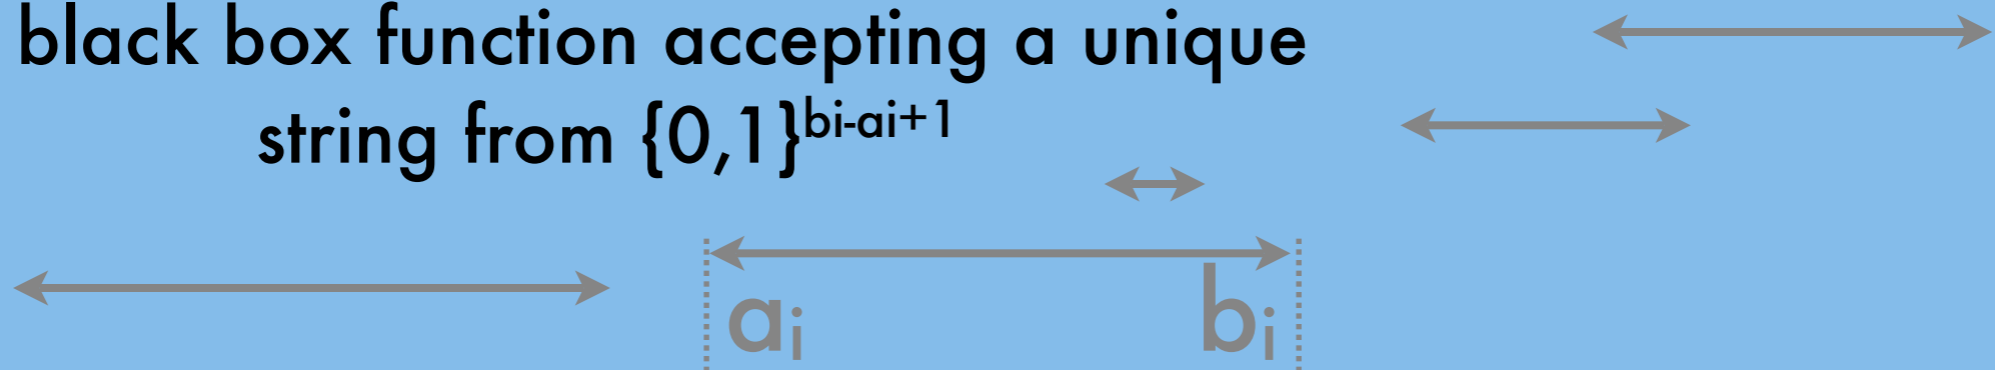 black box function accepting a unique
string from {0,1}bi-ai+1
ai bi